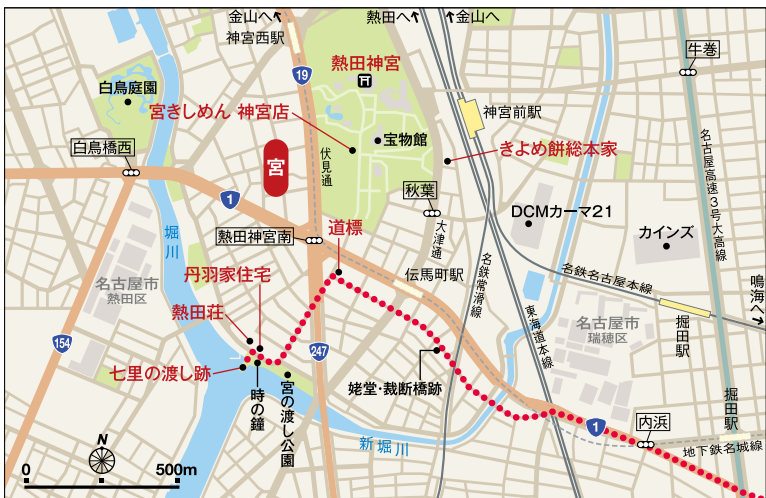 金山へ
神宮西駅
熱田へ
金山へ
牛巻
19
熱田神宮
白鳥庭園
宮きしめん 神宮店
神宮前駅
宝物館
白鳥橋西
きよめ餅総本家
宮
伏見通
秋葉
1
名古屋高速3号大高線
DCMカーマ21
カインズ
大津通
道標
堀川
熱田神宮南
丹羽家住宅
伝馬町駅
名鉄常滑線
名鉄名古屋本線
鳴海へ
名古屋市
熱田区
熱田荘
東海道本線
名古屋市
瑞穂区
堀田駅
154
247
七里の渡し跡
時の鐘
宮の渡し公園
姥堂・裁断橋跡
堀田駅
内浜
1
新堀川
地下鉄名城線
N
0
500m